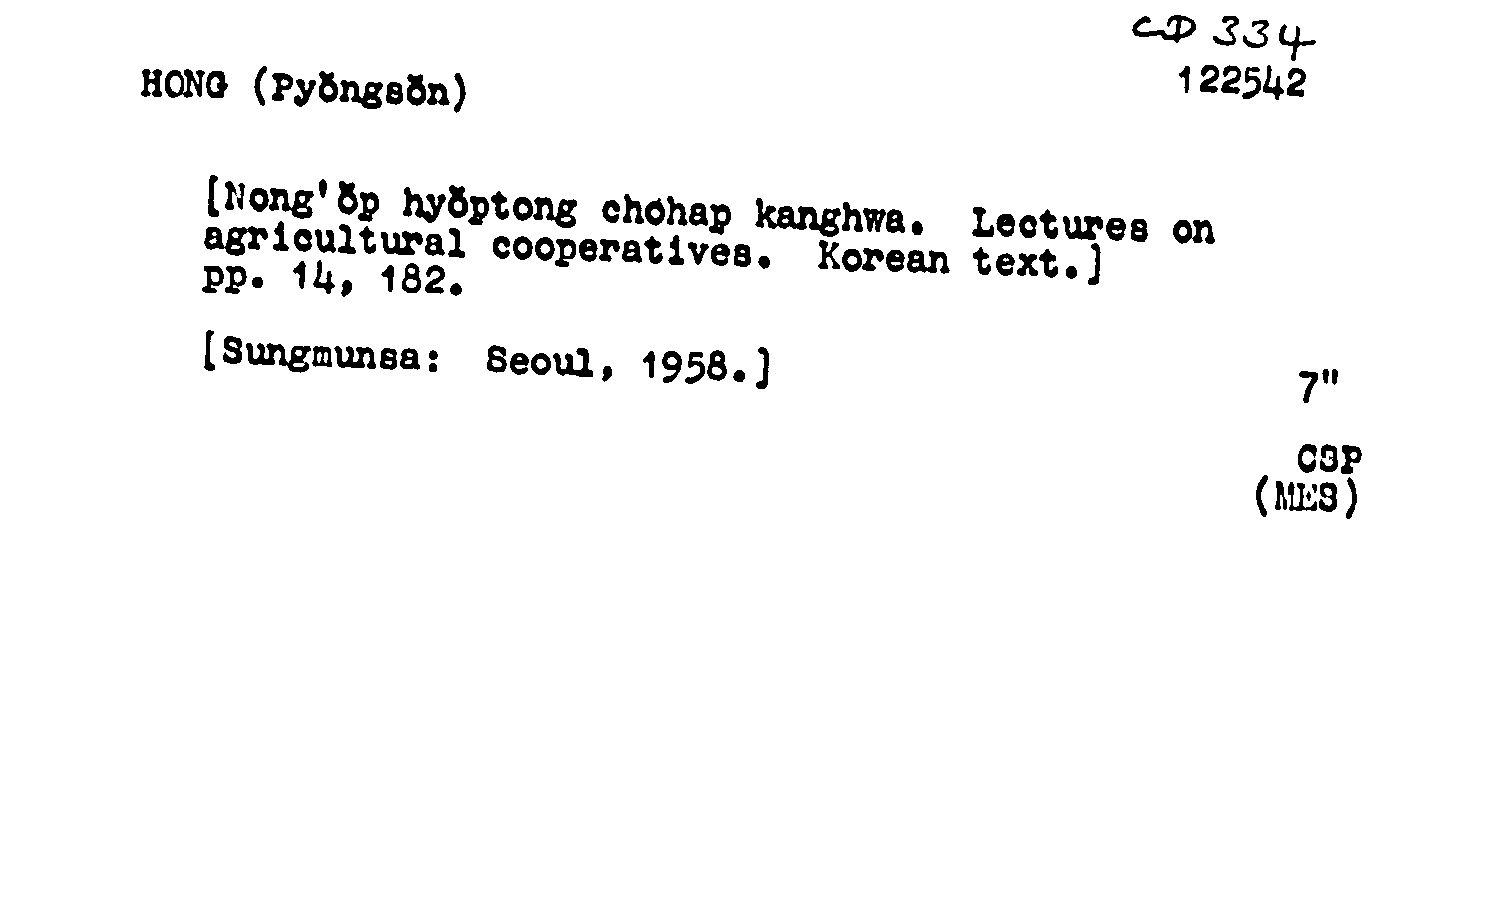 CD 334
122542
HONG (Pyŏngsŏn)
[Nong'ŏp hyŏptong chohap kanghwa.  Lectures on
agricultural cooperatives.  Korean text.]
pp. 14, 182.
[Sungmunsa:  Seoul, 1958.]
7"
CSP
(MES)